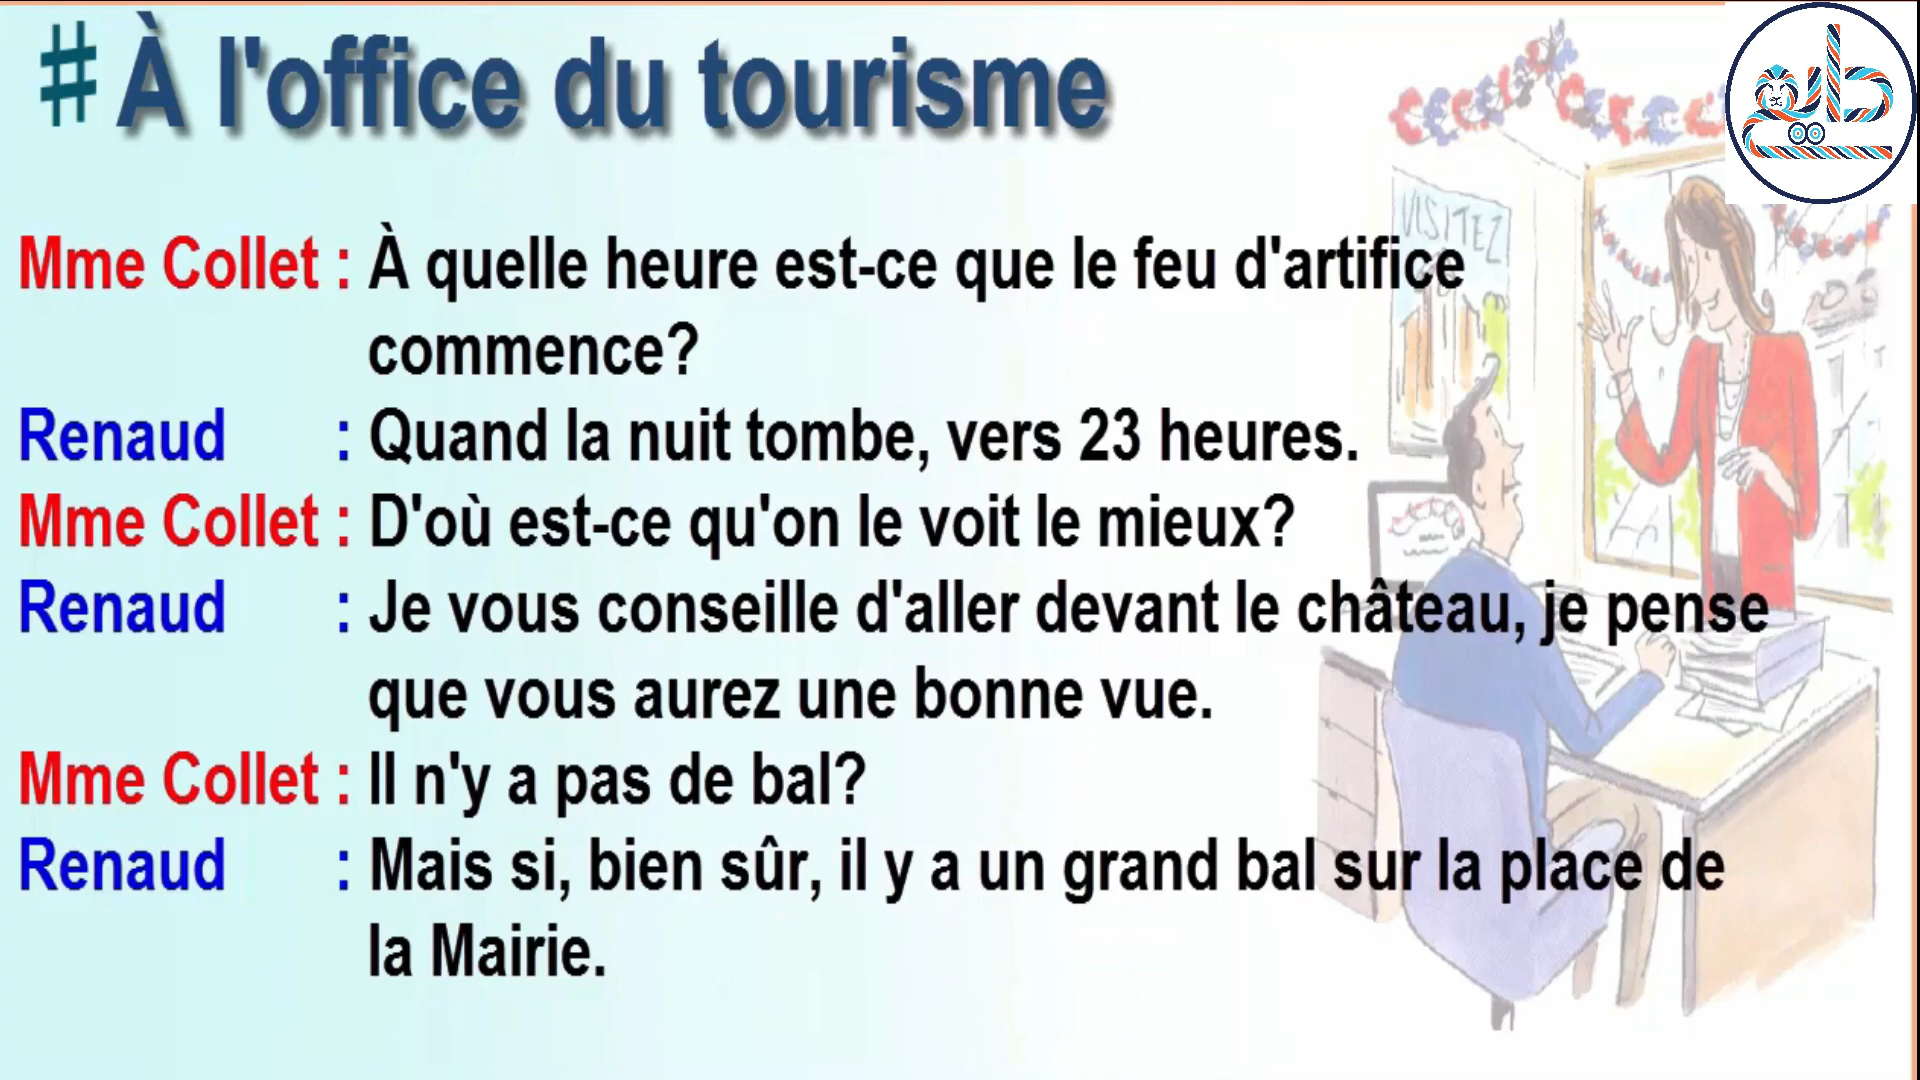 # À l'office du tourisme
VISITEZ
Mme Collet : À quelle heure est-ce que le feu d'artifice
commence?
Renaud : Quand la nuit tombe, vers 23 heures.
Mme Collet : D'où est-ce qu'on le voit le mieux?
Renaud : Je vous conseille d'aller devant le château, je pense
que vous aurez une bonne vue.
Mme Collet : Il n'y a pas de bal?
Renaud : Mais si, bien sûr, il y a un grand bal sur la place de
la Mairie.